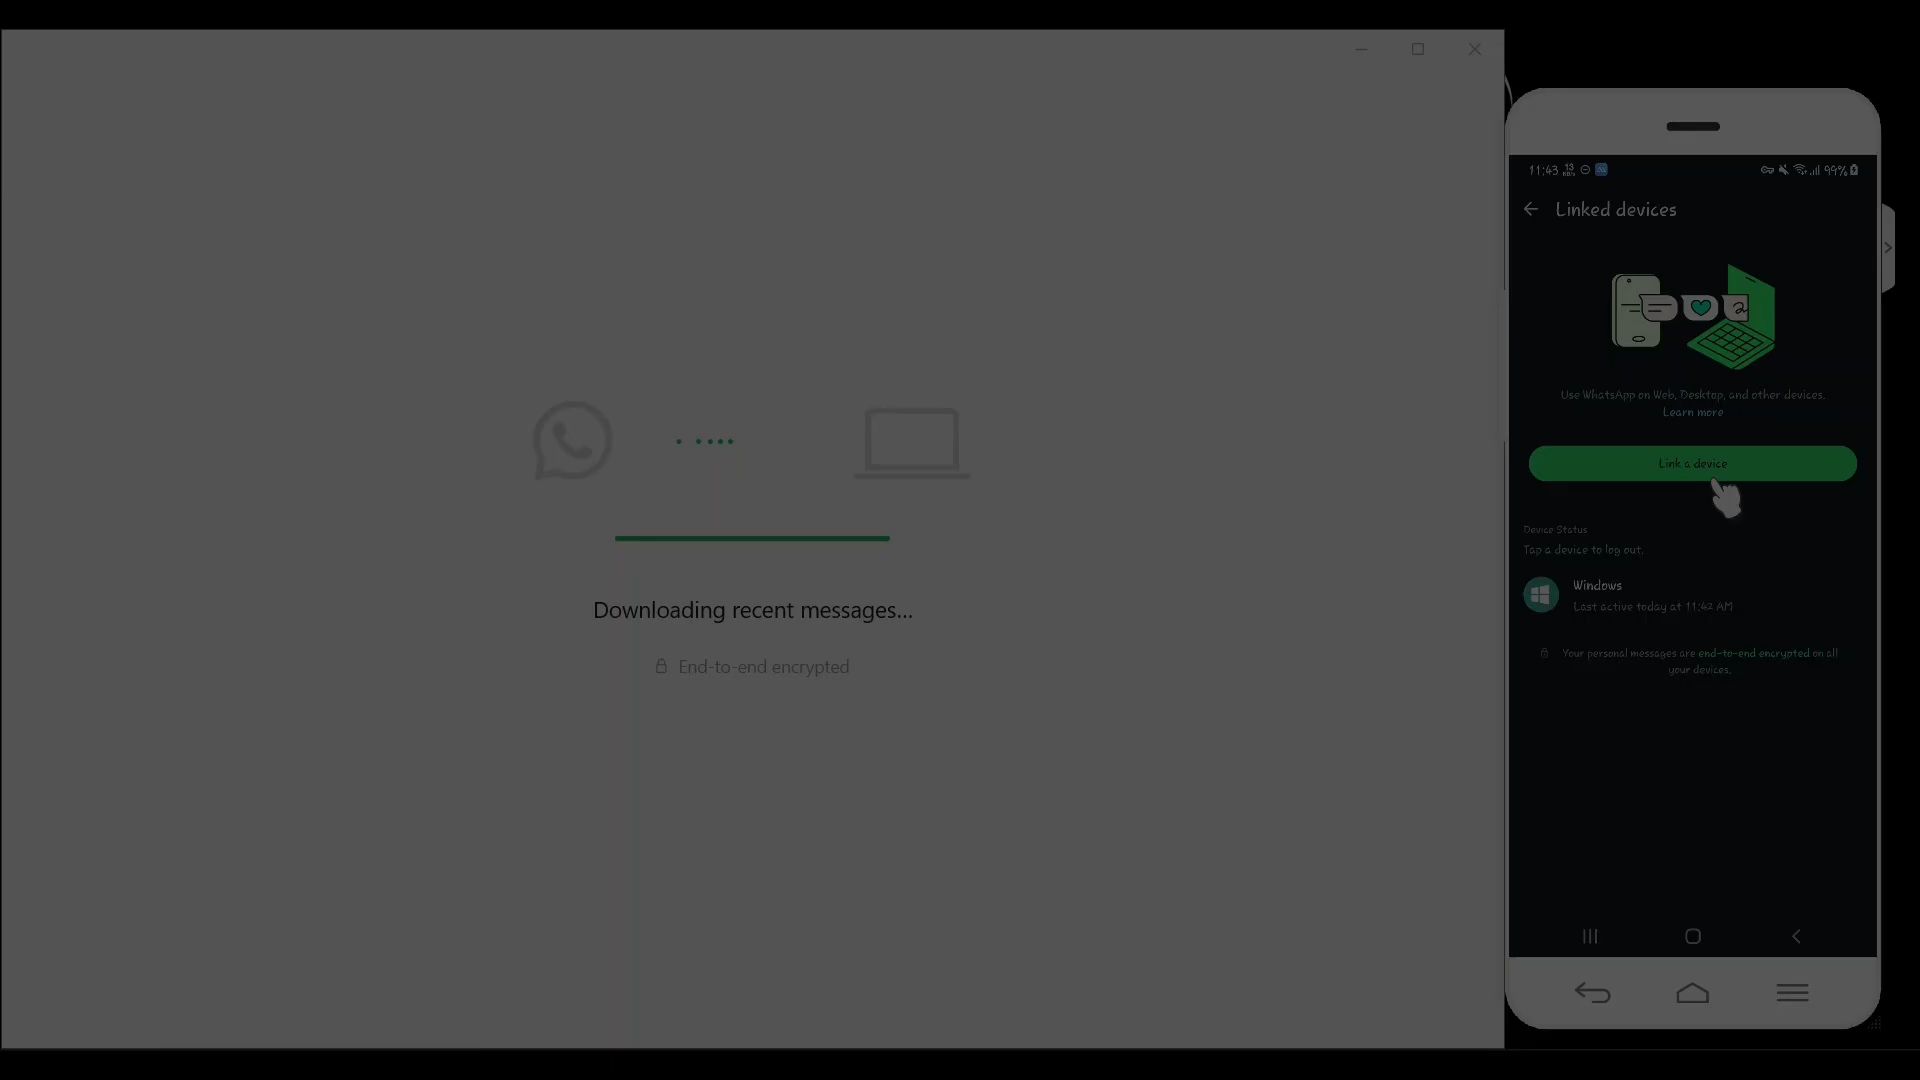 Downloading recent messages...
End-to-end encrypted
11:43 13 KB/s 99%
Linked devices
Use WhatsApp on Web, Desktop, and other devices.
Learn more
Link a device
Device Status
Tap a device to log out.
Windows
Last active today at 11:42 AM
Your personal messages are end-to-end encrypted on all
your devices.